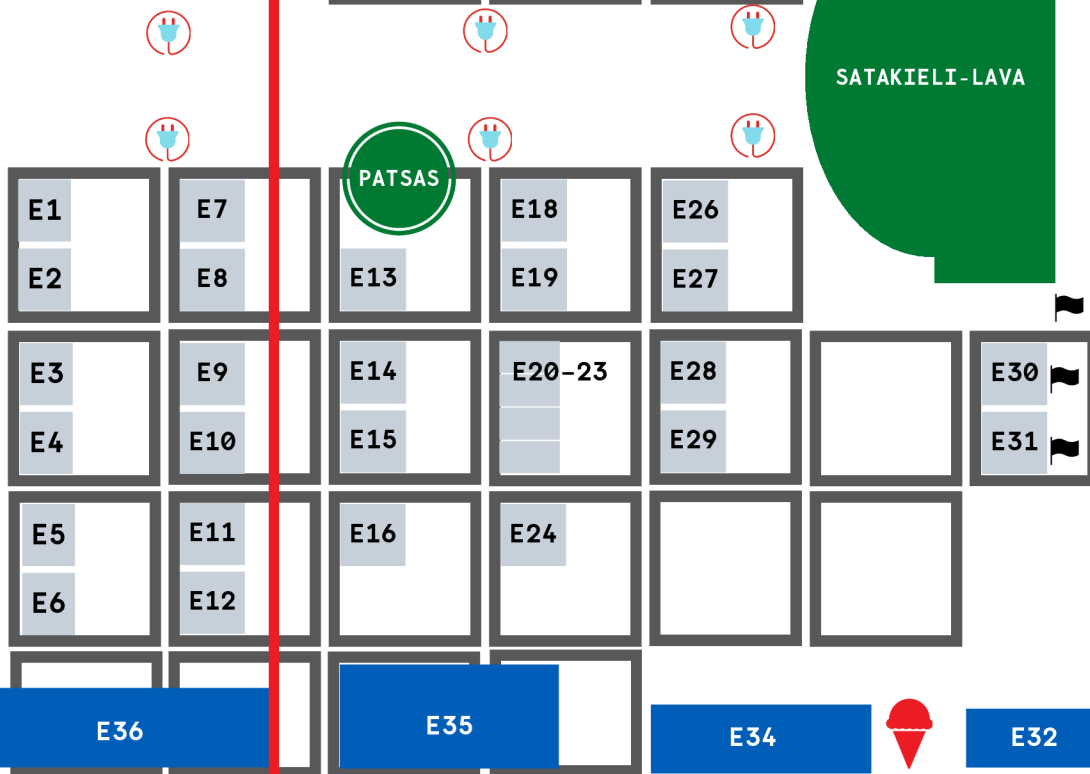 SATAKIELI-LAVA
PATSAS
E1
E7
E18
E26
E2
E8
E13
E19
E27
E3
E9
E14
E20-23
E28
E30
E4
E10
E15
E29
E31
E5
E11
E16
E24
E6
E12
E36
E35
E34
E32